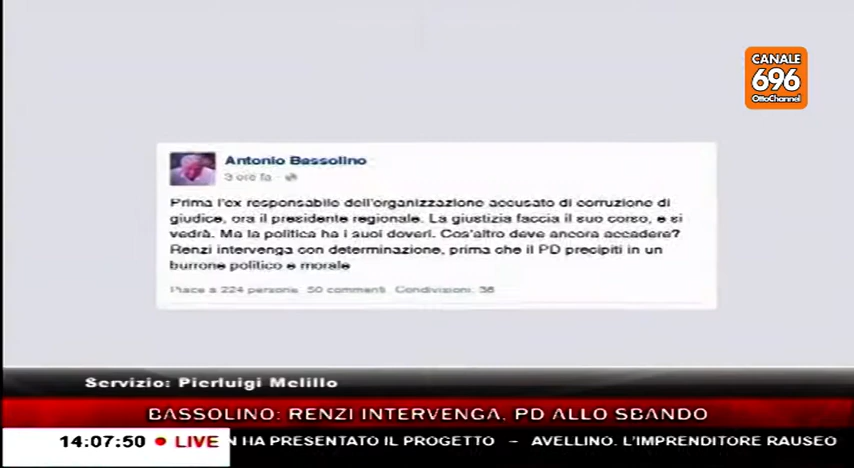 CANALE
696
OttoChannel
Antonio Bassolino
3 ore fa
Prima l'ex responsabile dell'organizzazione accusato di corruzione di
giudice, ora il presidente regionale. La giustizia faccia il suo corso, e si
vedrà. Ma la politica ha i suoi doveri. Cos'altro deve ancora accadere?
Renzi intervenga con determinazione, prima che il PD precipiti in un
burrone politico e morale
Piace a 224 persone 50 commenti Condivisioni: 38
Servizio: Pierluigi Melillo
BASSOLINO: RENZI INTERVENGA. PD ALLO SBANDO
14:07:50 LIVE N HA PRESENTATO IL PROGETTO – AVELLINO. L'IMPRENDITORE RAUSEO